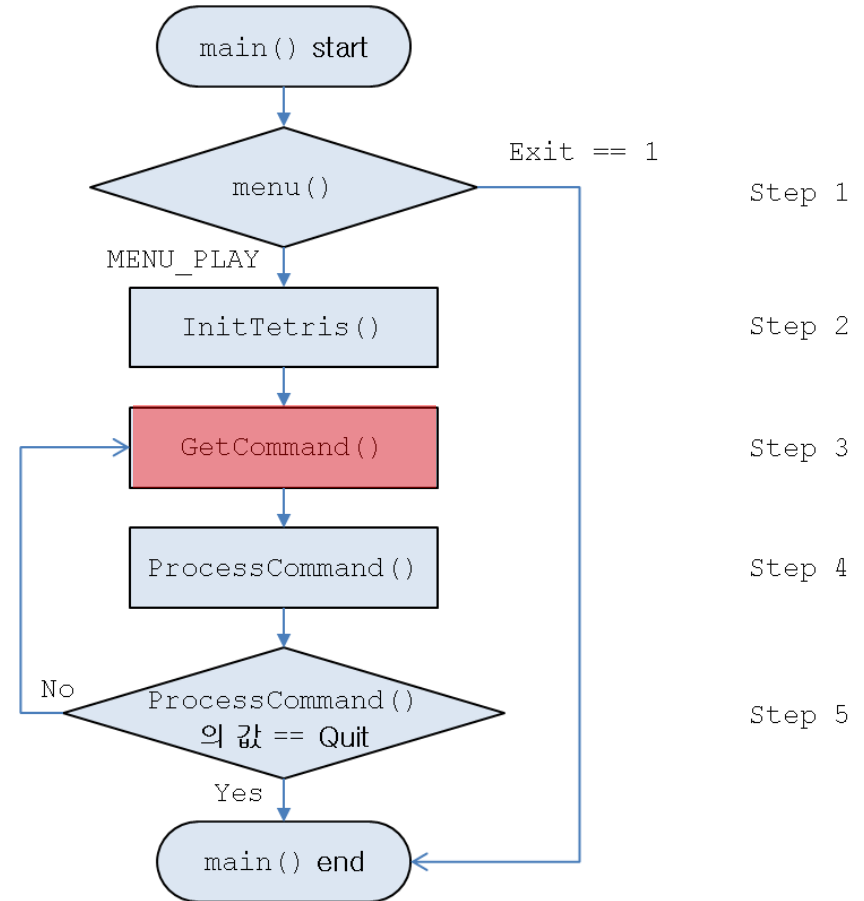 main() start
Exit == 1
menu()
Step 1
MENU_PLAY
InitTetris()
Step 2
GetCommand()
Step 3
ProcessCommand()
Step 4
No
ProcessCommand()
의 값 == Quit
Step 5
Yes
main() end